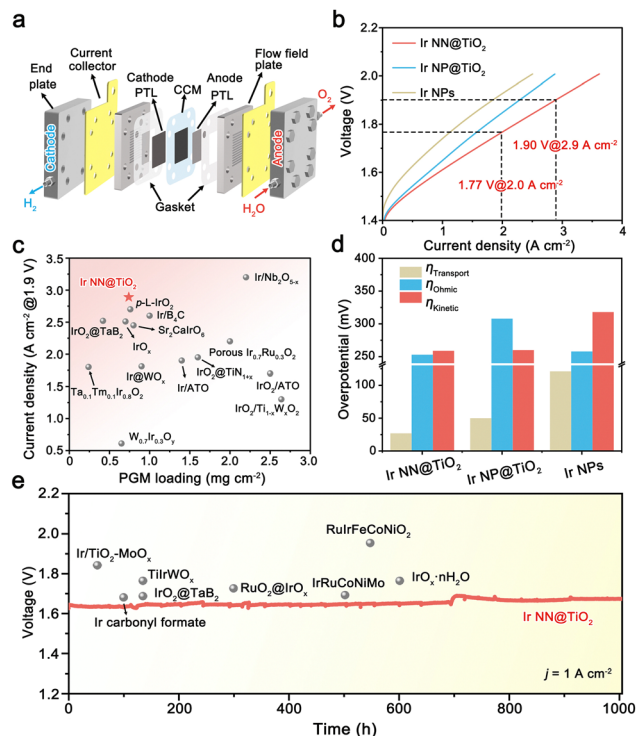 a
End
plate
Current
collector
Cathode
PTL
CCM
Anode
PTL
Flow field
plate
O₂
Cathode
Anode
H₂
Gasket
H₂O
b
Ir NN@TiO₂
Ir NP@TiO₂
Ir NPs
1.90 V@2.9 A cm⁻²
1.77 V@2.0 A cm⁻²
Voltage (V)
2.2
2.0
1.8
1.6
1.4
0 1 2 3 4
Current density (A cm⁻²)
c
Current density (A cm⁻² @1.9 V)
3.5
3.0
2.5
2.0
1.5
1.0
0.5
Ir NN@TiO₂
Ir/Nb₂O₅₋ₓ
p-L-IrO₂
Ir/B₄C
IrO₂@TaB₂
Sr₂CaIrO₆
IrOₓ
Porous Ir₀.₇Ru₀.₃O₂
Ir@WOₓ
IrO₂@TiN₁₊ₓ
Ta₀.₁Tm₀.₁Ir₀.₈O₂
Ir/ATO
IrO₂/ATO
IrO₂/Ti₁₋ₓWₓO₂
W₀.₇Ir₀.₃Oᵧ
0.0 0.5 1.0 1.5 2.0 2.5 3.0
PGM loading (mg cm⁻²)
d
ηTransport
ηOhmic
ηKinetic
Overpotential (mV)
400
350
300
250
100
50
0
Ir NN@TiO₂
Ir NP@TiO₂
Ir NPs
e
Voltage (V)
2.2
2.0
1.8
1.6
1.4
1.2
RuIrFeCoNiO₂
Ir/TiO₂-MoOₓ
TiIrWOₓ
IrO₂@TaB₂
RuO₂@IrOₓ
IrRuCoNiMo
IrOₓ·nH₂O
Ir carbonyl formate
Ir NN@TiO₂
j = 1 A cm⁻²
0 200 400 600 800 1000
Time (h)